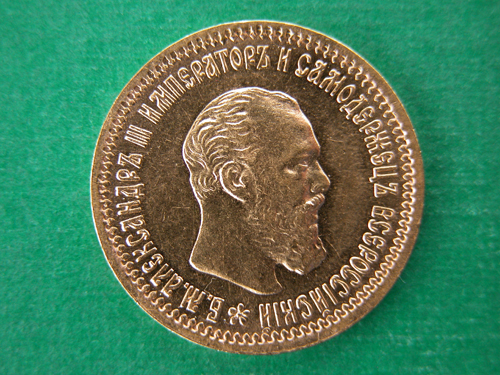 Б. М. АЛЕКСАНДРЪ III ИМПЕРАТОРЪ И САМОДЕРЖЕЦЪ ВСЕРОССІЙСКІЙ *